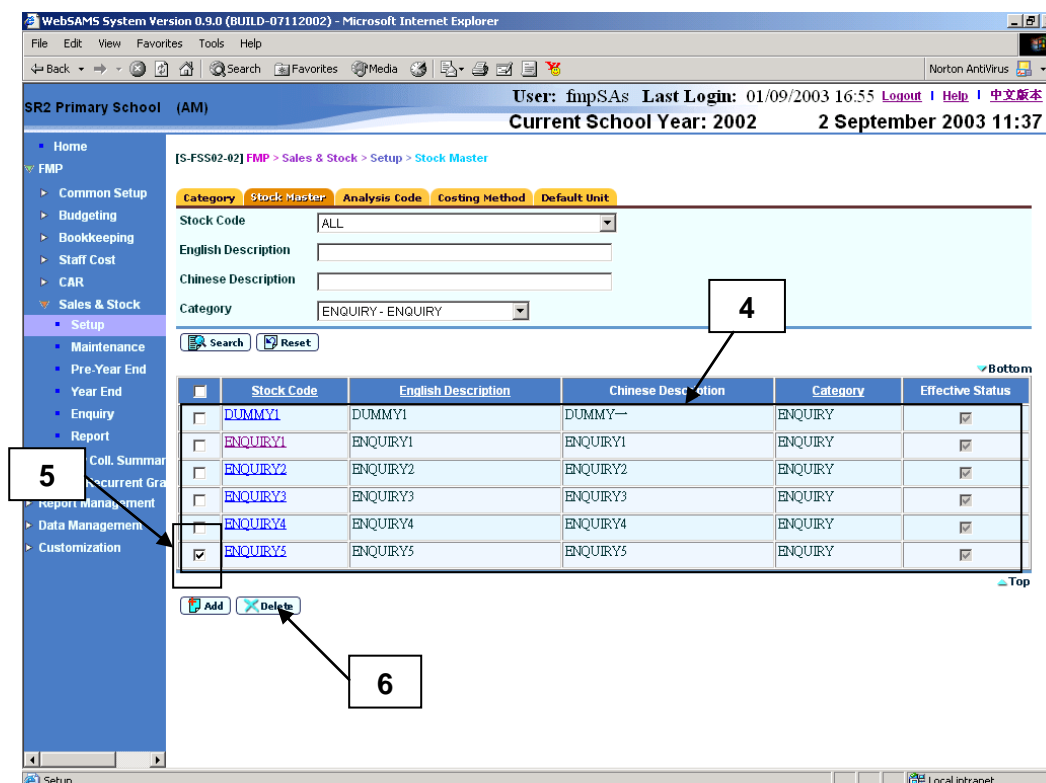 WebSAMS System Version 0.9.0 (BUILD-07112002) - Microsoft Internet Explorer
File Edit View Favorites Tools Help
Back Search Favorites Media Norton AntiVirus
User: fmpSAs Last Login: 01/09/2003 16:55 Logout | Help | 中文版本
SR2 Primary School (AM)
Current School Year: 2002 2 September 2003 11:37
Home
FMP
Common Setup
Budgeting
Bookkeeping
Staff Cost
CAR
Sales & Stock
Setup
Maintenance
Pre-Year End
Year End
Enquiry
Report
Coll. Summar
Recurrent Gra
Report Management
Data Management
Customization
[S-FSS02-02] FMP > Sales & Stock > Setup > Stock Master
Category Stock Master Analysis Code Costing Method Default Unit
Stock Code ALL
English Description
Chinese Description
Category ENQUIRY - ENQUIRY
4
Search Reset
Bottom
Stock Code English Description Chinese Description Category Effective Status
DUMMY1 DUMMY1 DUMMY一 ENQUIRY
ENQUIRY1 ENQUIRY1 ENQUIRY1 ENQUIRY
ENQUIRY2 ENQUIRY2 ENQUIRY2 ENQUIRY
ENQUIRY3 ENQUIRY3 ENQUIRY3 ENQUIRY
ENQUIRY4 ENQUIRY4 ENQUIRY4 ENQUIRY
ENQUIRY5 ENQUIRY5 ENQUIRY5 ENQUIRY
5
Top
Add Delete
6
Setup Local intranet